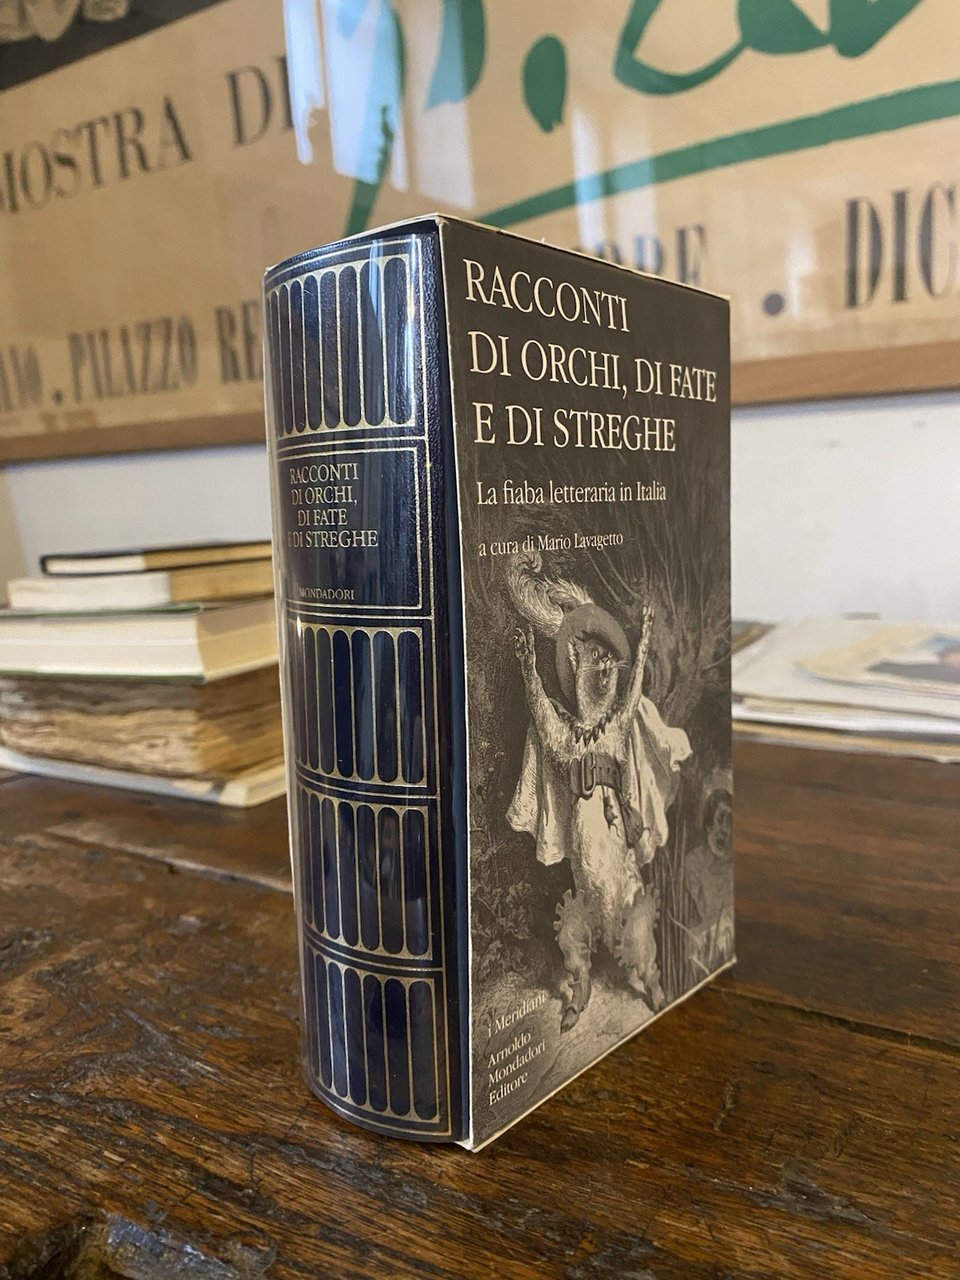 MOSTRA DI
DIC
. PILIZZO RE
RACCONTI
DI ORCHI, DI FATE
E DI STREGHE
La fiaba letteraria in Italia
a cura di Mario Lavagetto
i Meridiani
Arnoldo
Mondadori
Editore
RACCONTI
DI ORCHI,
DI FATE
E DI STREGHE
MONDADORI